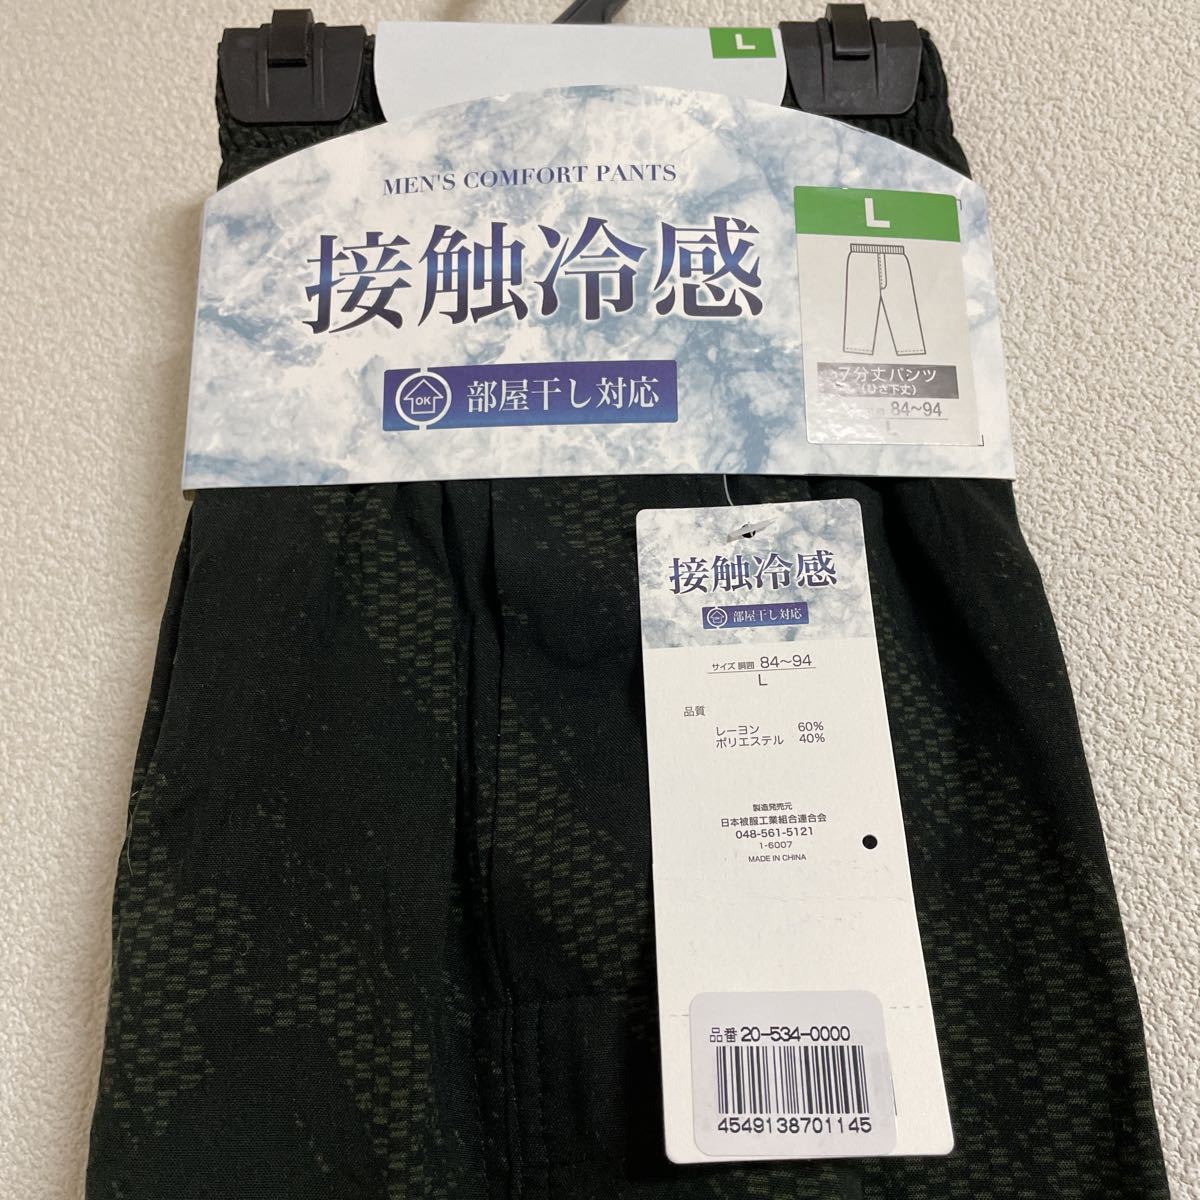 L
MEN'S COMFORT PANTS
接触冷感
OK
部屋干し対応
L
7分丈パンツ
(ひざ下丈)
84〜94
L
接触冷感
部屋干し対応
サイズ 胴囲 84〜94
L
品質
レーヨン 60%
ポリエステル 40%
製造発売元
日本被服工業組合連合会
048-561-5121
1-6007
MADE IN CHINA
品番 20-534-0000
4549138701145